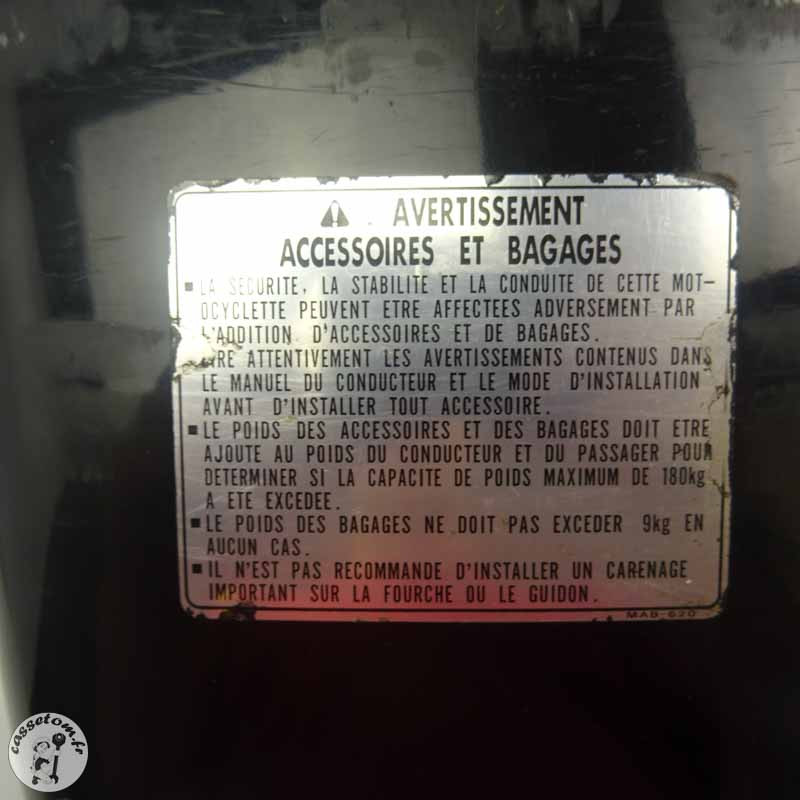 AVERTISSEMENT
ACCESSOIRES ET BAGAGES
■ LA SECURITE, LA STABILITE ET LA CONDUITE DE CETTE MOT-
OCYCLETTE PEUVENT ETRE AFFECTEES ADVERSEMENT PAR
L'ADDITION D'ACCESSOIRES ET DE BAGAGES.
LIRE ATTENTIVEMENT LES AVERTISSEMENTS CONTENUS DANS
LE MANUEL DU CONDUCTEUR ET LE MODE D'INSTALLATION
AVANT D'INSTALLER TOUT ACCESSOIRE.
■ LE POIDS DES ACCESSOIRES ET DES BAGAGES DOIT ETRE
AJOUTE AU POIDS DU CONDUCTEUR ET DU PASSAGER POUR
DETERMINER SI LA CAPACITE DE POIDS MAXIMUM DE 180kg
A ETE EXCEDEE.
■ LE POIDS DES BAGAGES NE DOIT PAS EXCEDER 9kg EN
AUCUN CAS.
■ IL N'EST PAS RECOMMANDE D'INSTALLER UN CARENAGE
IMPORTANT SUR LA FOURCHE OU LE GUIDON.
MAB-620
cassetom.fr